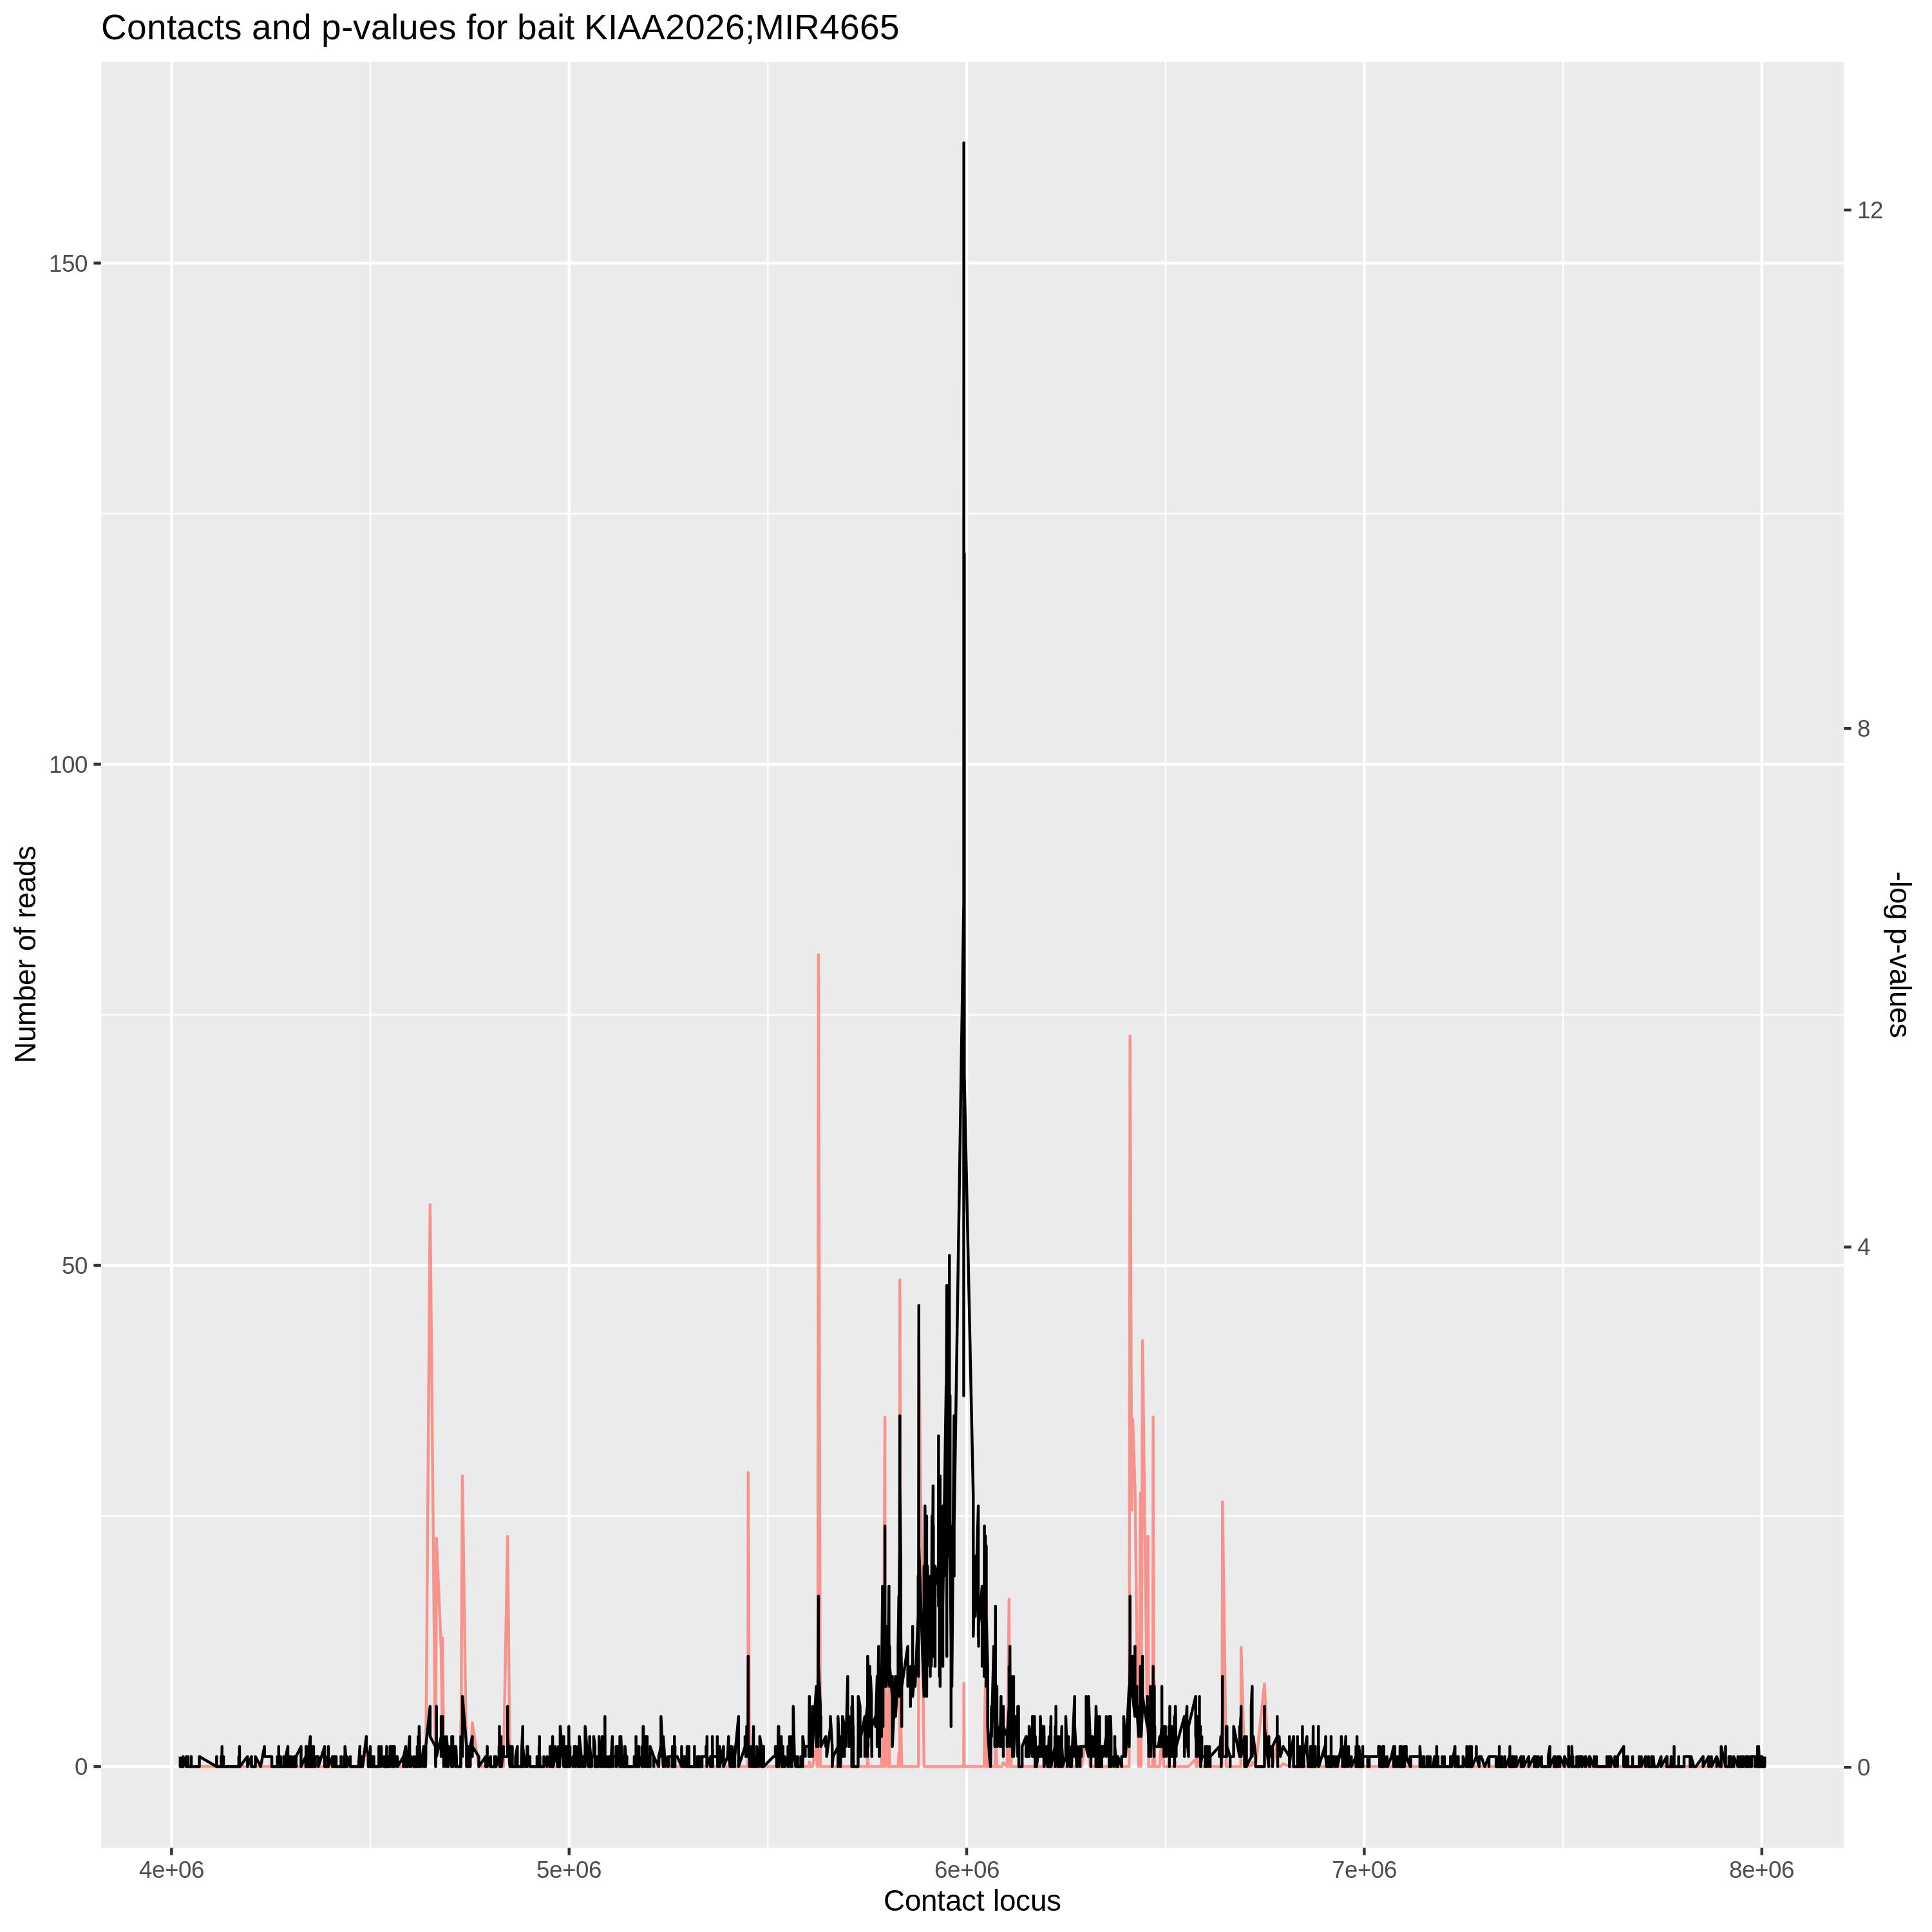 Contacts and p-values for bait KIAA2026;MIR4665
150
100
50
0
Number of reads
12
8
4
0
-log p-values
4e+06
5e+06
6e+06
7e+06
8e+06
Contact locus